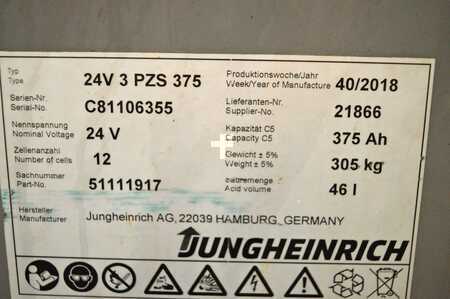 Typ
Type
24V 3 PZS 375
Produktionswoche/Jahr
Week/Year of Manufacture
40/2018
Serien-Nr.
Serial-No.
C81106355
Lieferanten-Nr.
Supplier-No.
21866
Nennspannung
Nominal Voltage
24 V
Kapazität C5
Capacity C5
375 Ah
Zellenanzahl
Number of cells
12
Gewicht ± 5%
Weight ± 5%
305 kg
Sachnummer
Part-No.
51111917
Säuremenge
Acid volume
46 l
Hersteller
Manufacturer
Jungheinrich AG, 22039 HAMBURG, GERMANY
JUNGHEINRICH
Pb